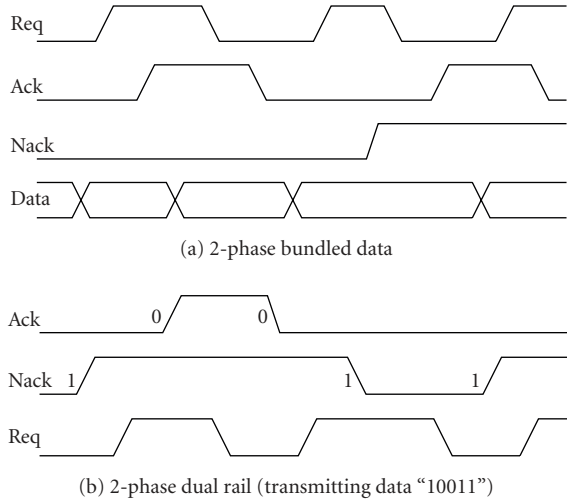 Req
Ack
Nack
Data
(a) 2-phase bundled data
Ack 0 0
Nack 1 1 1
Req
(b) 2-phase dual rail (transmitting data “10011”)